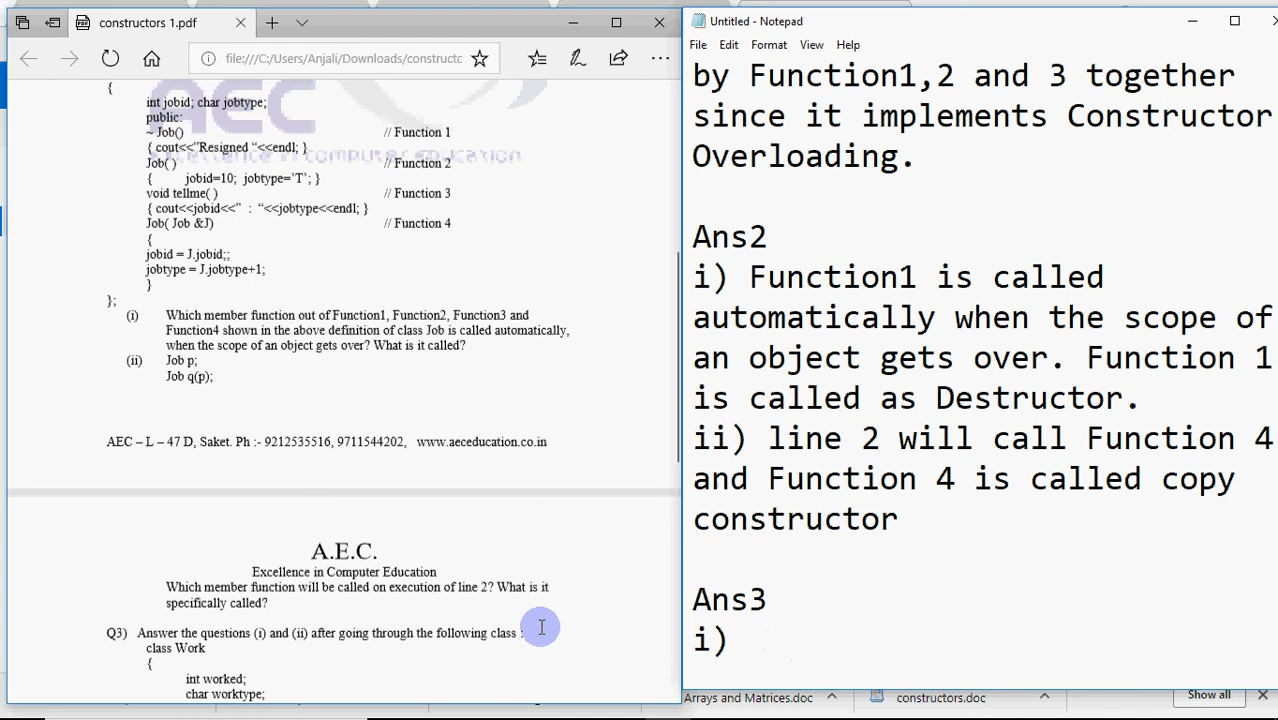 constructors 1.pdf
file:///C:/Users/Anjali/Downloads/constructc
{
int jobid; char jobtype;
public:
~ Job() // Function 1
{ cout<<"Resigned "<<endl; }
Job( ) // Function 2
{ jobid=10; jobtype='T'; }
void tellme( ) // Function 3
{ cout<<jobid<<" : "<<jobtype<<endl; }
Job( Job &J) // Function 4
{
jobid = J.jobid;;
jobtype = J.jobtype+1;
}
};
AEC
Excellence in computer education
(i) Which member function out of Function1, Function2, Function3 and
Function4 shown in the above definition of class Job is called automatically,
when the scope of an object gets over? What is it called?
(ii) Job p;
Job q(p);
AEC – L – 47 D, Saket. Ph :- 9212535516, 9711544202, www.aeceducation.co.in
A.E.C.
Excellence in Computer Education
Which member function will be called on execution of line 2? What is it
specifically called?
Q3) Answer the questions (i) and (ii) after going through the following class :
class Work
{
int worked;
char worktype;
Untitled - Notepad
File Edit Format View Help
by Function1,2 and 3 together
since it implements Constructor
Overloading.
Ans2
i) Function1 is called
automatically when the scope of
an object gets over. Function 1
is called as Destructor.
ii) line 2 will call Function 4
and Function 4 is called copy
constructor
Ans3
i)
Arrays and Matrices.doc
constructors.doc
Show all